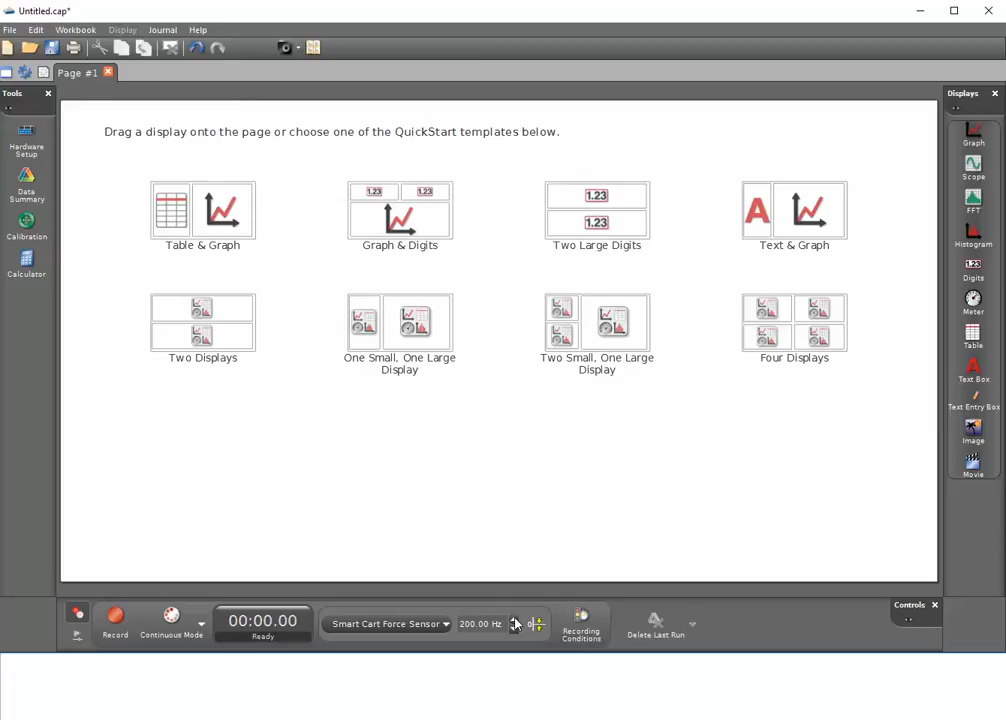 Untitled.cap*
File Edit Workbook Display Journal Help
Page #1
Tools
Displays
Drag a display onto the page or choose one of the QuickStart templates below.
Hardware
Setup
Data
Summary
Calibration
Calculator
1.23 1.23
1.23
1.23
A
Table & Graph
Graph & Digits
Two Large Digits
Text & Graph
Two Displays
One Small, One Large
Display
Two Small, One Large
Display
Four Displays
Graph
Scope
FFT
Histogram
1.23
Digits
Meter
Table
A
Text Box
Text Entry Box
Image
Movie
Record
Continuous Mode
00:00.00
Ready
Smart Cart Force Sensor
200.00 Hz
0
Recording
Conditions
Delete Last Run
Controls